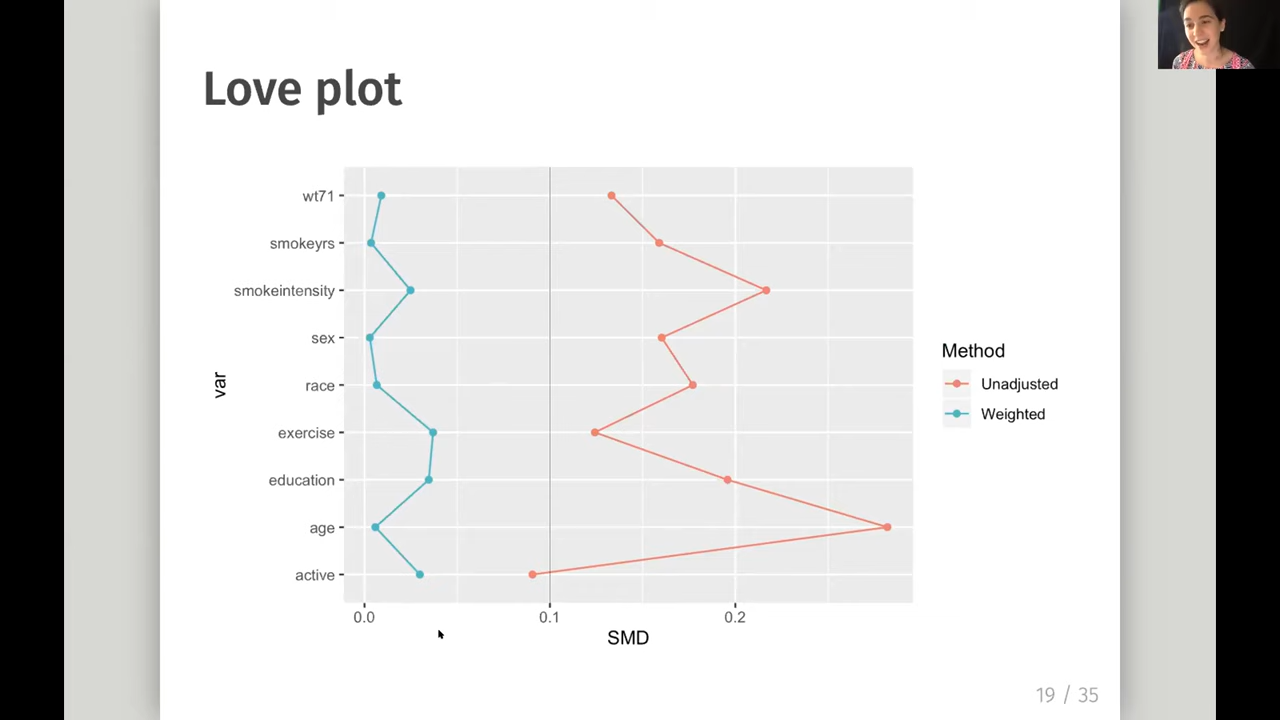 Love plot
wt71
smokeyrs
smokeintensity
sex
race
exercise
education
age
active
var
0.0 0.1 0.2
SMD
Method
Unadjusted
Weighted
19 / 35